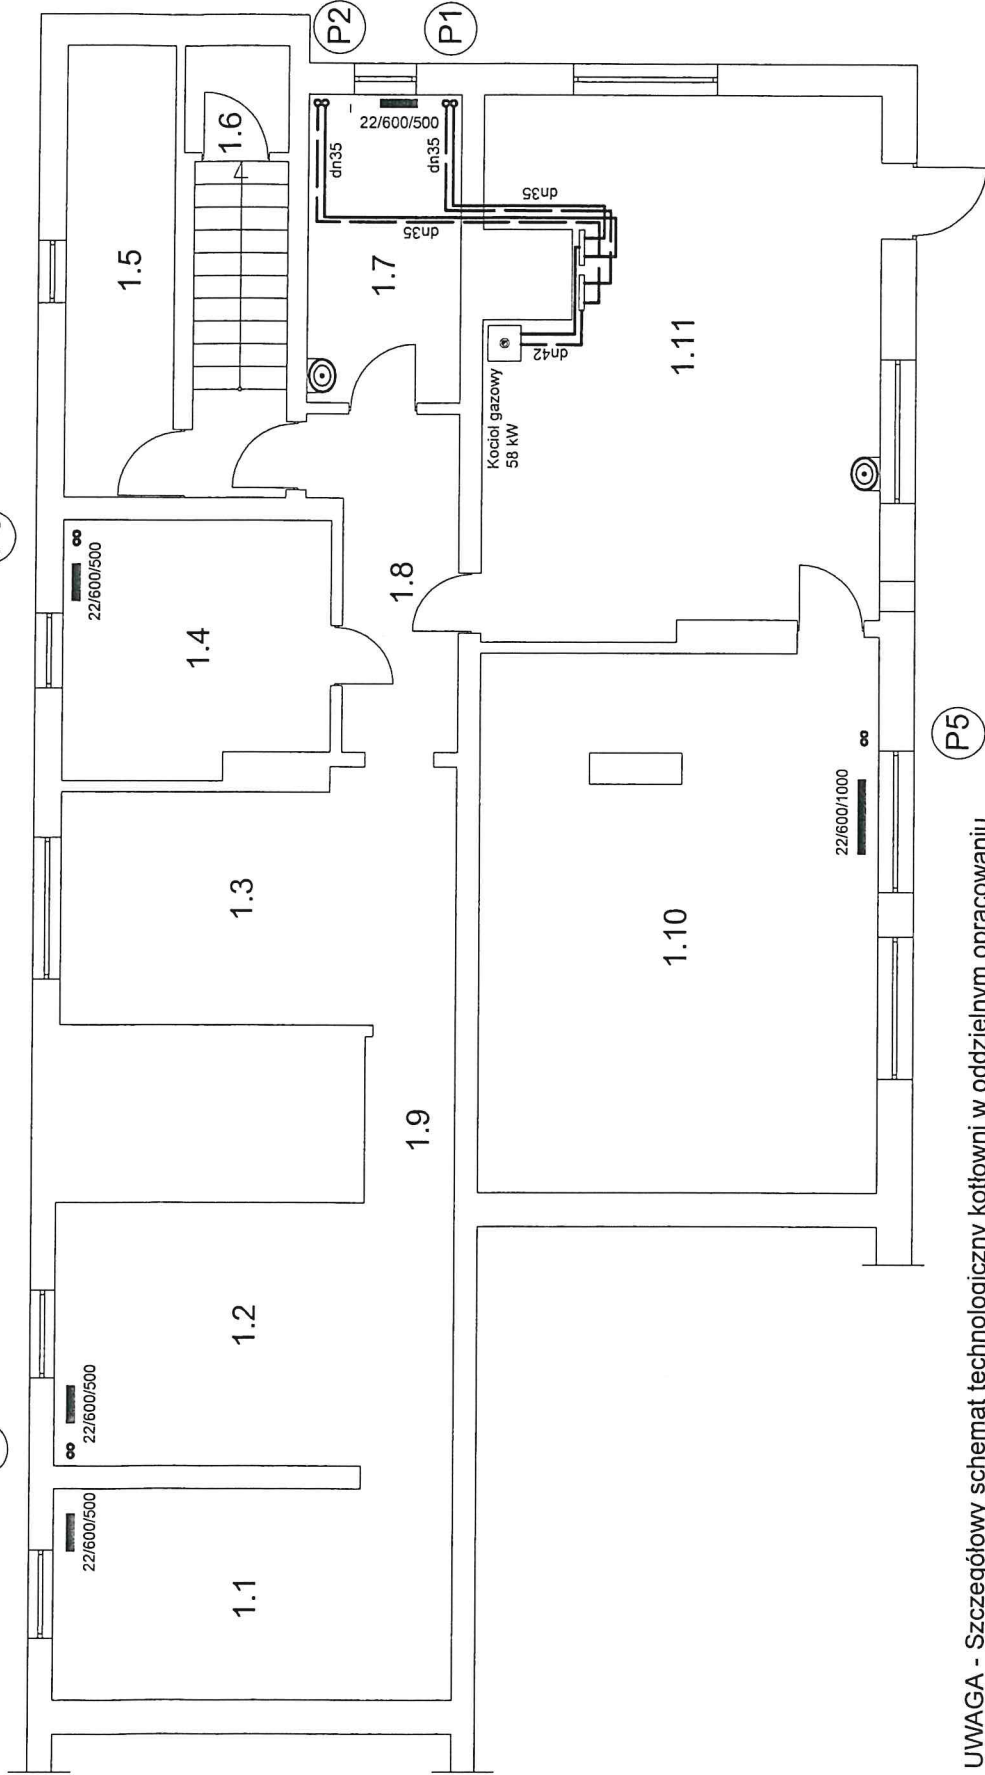 P2
P1
1.6
22/600/500
dn35
dn35
dn35
dn35
1.5
1.7
1.11
dn42
Kocioł gazowy
58 kW
22/600/500
1.4
1.8
P5
22/600/1000
1.3
1.10
1.9
1.2
22/600/500
22/600/500
1.1
UWAGA - Szczegółowy schemat technologiczny kotłowni w oddzielnym opracowaniu